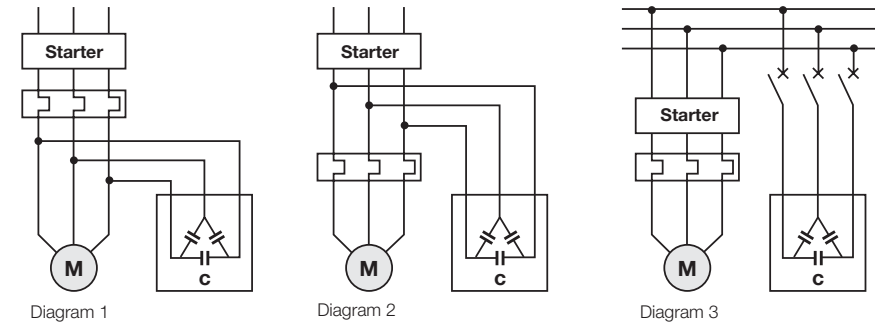 Starter
M
C
Diagram 1
Starter
M
C
Diagram 2
Starter
M
C
Diagram 3